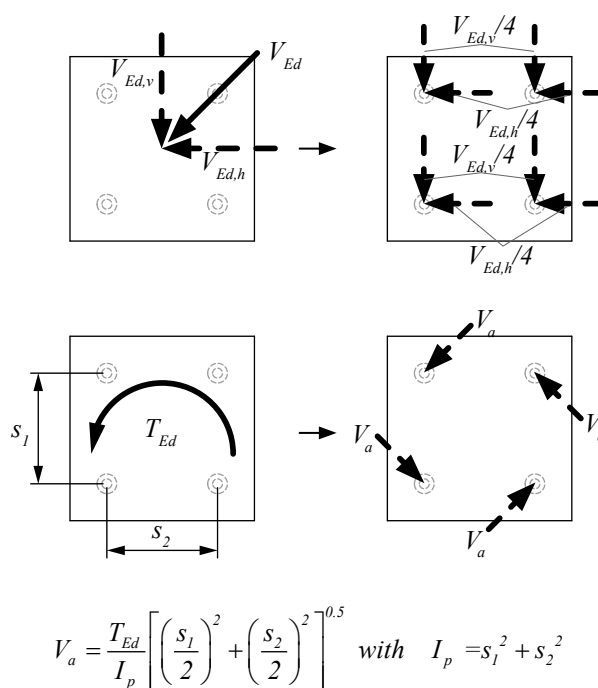 V_{Ed,v}/4
V_{Ed}
V_{Ed,v}
V_{Ed,h}
V_{Ed,h}/4
V_{Ed,v}/4
V_{Ed,h}/4
V_a
s_1
T_{Ed}
V_a
V_a
s_2
V_a
V_a = \frac{T_{Ed}}{I_p} \left[ \left( \frac{s_1}{2} \right)^2 + \left( \frac{s_2}{2} \right)^2 \right]^{0.5} with I_p = s_1^2 + s_2^2